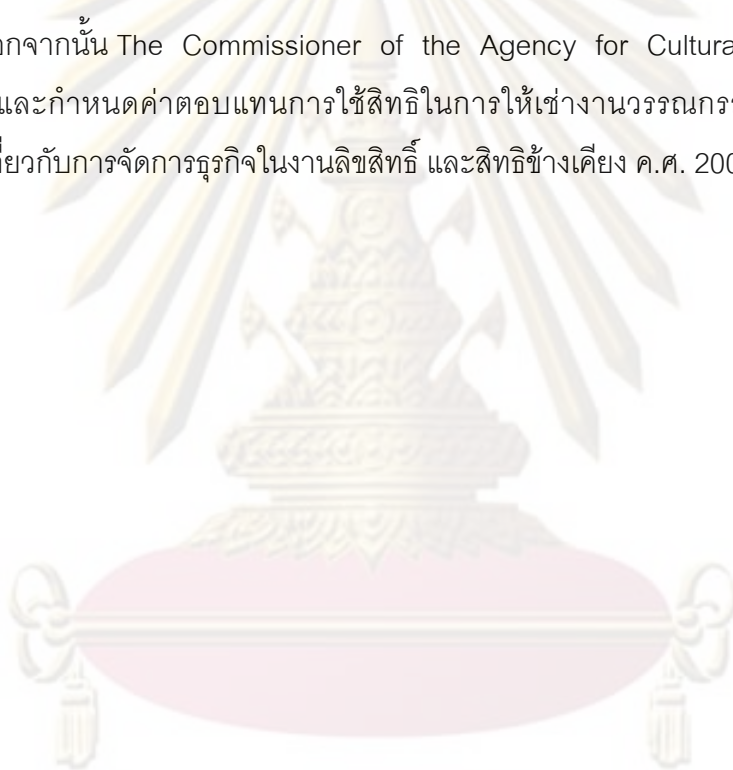 อกจากนั้น The Commissioner of the Agency for Cultura
และกำหนดค่าตอบแทนการใช้สิทธิในการให้เช่างานวรรณกร
กี่ยวกับการจัดการธุรกิจในงานลิขสิทธิ์ และสิทธิข้างเคียง ค.ศ. 200